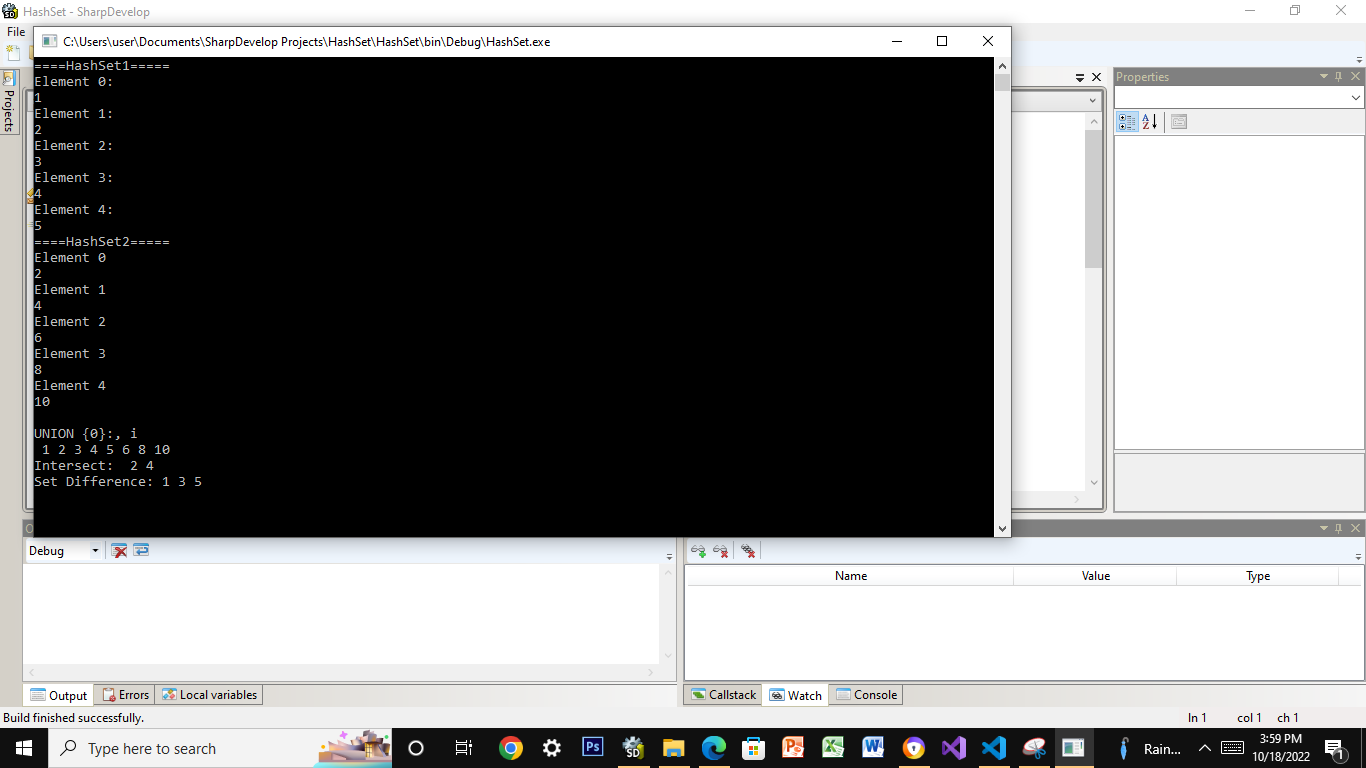 HashSet - SharpDevelop
File
C:\Users\user\Documents\SharpDevelop Projects\HashSet\HashSet\bin\Debug\HashSet.exe
Projects
====HashSet1=====
Element 0:
1
Element 1:
2
Element 2:
3
Element 3:
4
Element 4:
5
====HashSet2=====
Element 0
2
Element 1
4
Element 2
6
Element 3
8
Element 4
10
UNION {0}:, i
1 2 3 4 5 6 8 10
Intersect:  2 4
Set Difference: 1 3 5
Properties
Debug
Name Value Type
Output Errors Local variables
Callstack Watch Console
Build finished successfully.
ln 1 col 1 ch 1
Type here to search
Rain...
3:59 PM
10/18/2022